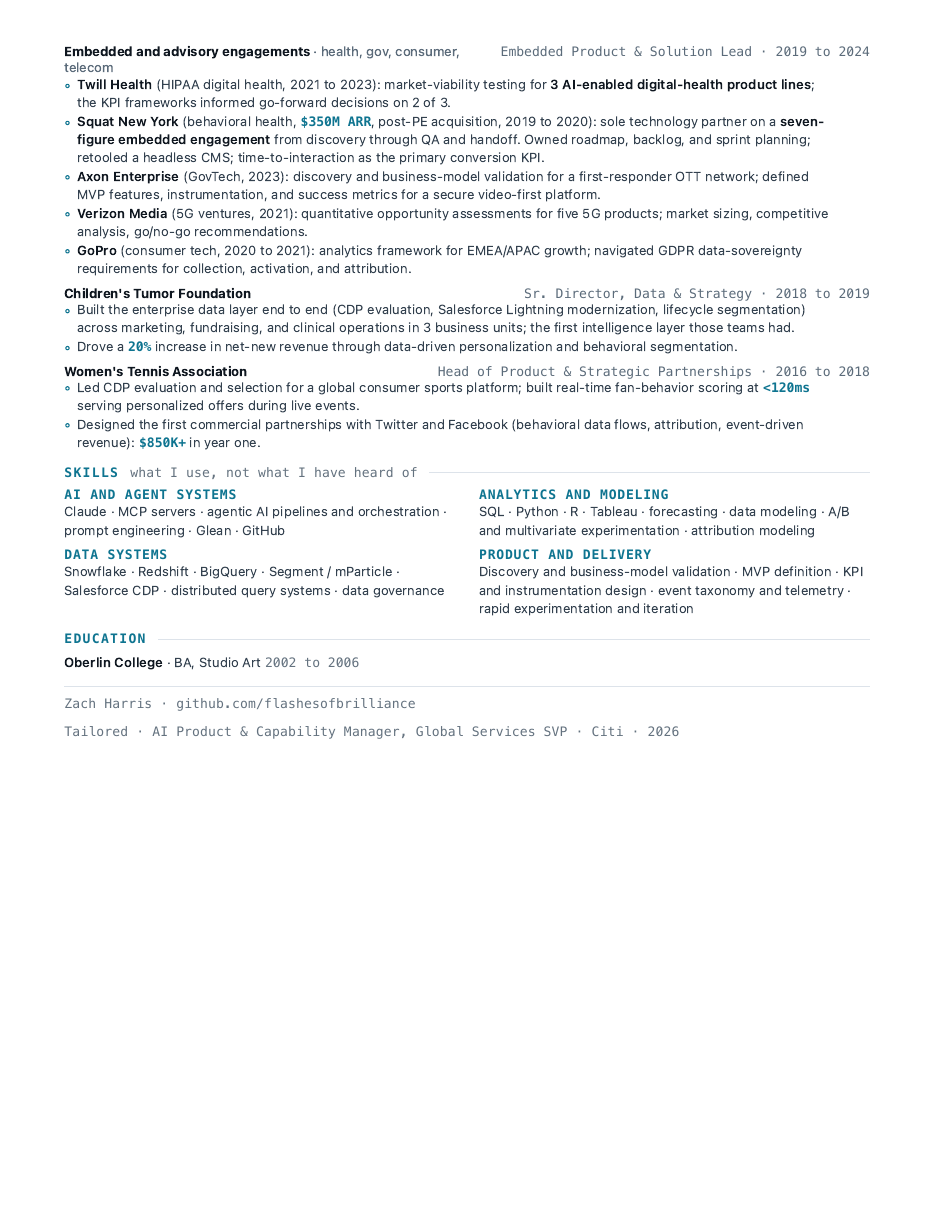 Embedded and advisory engagements · health, gov, consumer, telecom
Embedded Product & Solution Lead · 2019 to 2024
Twill Health (HIPAA digital health, 2021 to 2023): market-viability testing for 3 AI-enabled digital-health product lines;
the KPI frameworks informed go-forward decisions on 2 of 3.
Squat New York (behavioral health, $350M ARR, post-PE acquisition, 2019 to 2020): sole technology partner on a seven-
figure embedded engagement from discovery through QA and handoff. Owned roadmap, backlog, and sprint planning;
retooled a headless CMS; time-to-interaction as the primary conversion KPI.
Axon Enterprise (GovTech, 2023): discovery and business-model validation for a first-responder OTT network; defined
MVP features, instrumentation, and success metrics for a secure video-first platform.
Verizon Media (5G ventures, 2021): quantitative opportunity assessments for five 5G products; market sizing, competitive
analysis, go/no-go recommendations.
GoPro (consumer tech, 2020 to 2021): analytics framework for EMEA/APAC growth; navigated GDPR data-sovereignty
requirements for collection, activation, and attribution.
Children's Tumor Foundation
Sr. Director, Data & Strategy · 2018 to 2019
Built the enterprise data layer end to end (CDP evaluation, Salesforce Lightning modernization, lifecycle segmentation)
across marketing, fundraising, and clinical operations in 3 business units; the first intelligence layer those teams had.
Drove a 20% increase in net-new revenue through data-driven personalization and behavioral segmentation.
Women's Tennis Association
Head of Product & Strategic Partnerships · 2016 to 2018
Led CDP evaluation and selection for a global consumer sports platform; built real-time fan-behavior scoring at <120ms
serving personalized offers during live events.
Designed the first commercial partnerships with Twitter and Facebook (behavioral data flows, attribution, event-driven
revenue): $850K+ in year one.
SKILLS what I use, not what I have heard of
AI AND AGENT SYSTEMS
Claude · MCP servers · agentic AI pipelines and orchestration ·
prompt engineering · Glean · GitHub
ANALYTICS AND MODELING
SQL · Python · R · Tableau · forecasting · data modeling · A/B
and multivariate experimentation · attribution modeling
DATA SYSTEMS
Snowflake · Redshift · BigQuery · Segment / mParticle ·
Salesforce CDP · distributed query systems · data governance
PRODUCT AND DELIVERY
Discovery and business-model validation · MVP definition · KPI
and instrumentation design · event taxonomy and telemetry ·
rapid experimentation and iteration
EDUCATION
Oberlin College · BA, Studio Art 2002 to 2006
Zach Harris · github.com/flashesofbrilliance
Tailored · AI Product & Capability Manager, Global Services SVP · Citi · 2026